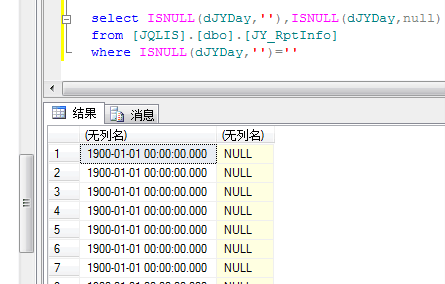 select ISNULL(dJYDay,''),ISNULL(dJYDay,null)
from [JQLIS].[dbo].[JY_RptInfo]
where ISNULL(dJYDay,'')=''
结果 消息
(无列名) (无列名)
1 1900-01-01 00:00:00.000 NULL
2 1900-01-01 00:00:00.000 NULL
3 1900-01-01 00:00:00.000 NULL
4 1900-01-01 00:00:00.000 NULL
5 1900-01-01 00:00:00.000 NULL
6 1900-01-01 00:00:00.000 NULL
7 1900-01-01 00:00:00.000 NULL